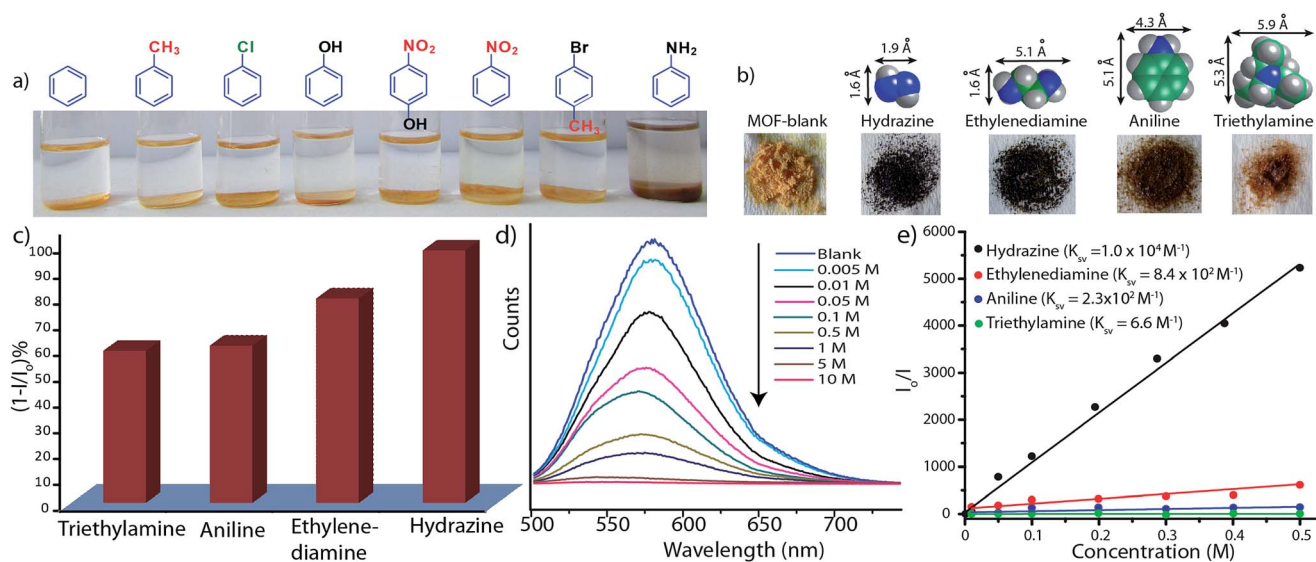 a)
CH3
Cl
OH
NO2
NO2
Br
NH2
OH
CH3
b)
1.9 Å
1.6 Å
5.1 Å
1.6 Å
4.3 Å
5.1 Å
5.9 Å
5.3 Å
MOF-blank
Hydrazine
Ethylenediamine
Aniline
Triethylamine
c)
(1-I/Io)%
100
90
80
70
60
50
40
30
20
10
0
Triethylamine
Aniline
Ethylene-
diamine
Hydrazine
d)
Counts
Blank
0.005 M
0.01 M
0.05 M
0.1 M
0.5 M
1 M
5 M
10 M
500
550
600
650
700
Wavelength (nm)
e)
Io/I
6000
5000
4000
3000
2000
1000
0
Hydrazine (Ksv =1.0 x 10⁴ M⁻¹)
Ethylenediamine (Ksv = 8.4 x 10² M⁻¹)
Aniline (Ksv = 2.3x10² M⁻¹)
Triethylamine (Ksv = 6.6 M⁻¹)
0
0.1
0.2
0.3
0.4
0.5
Concentration (M)